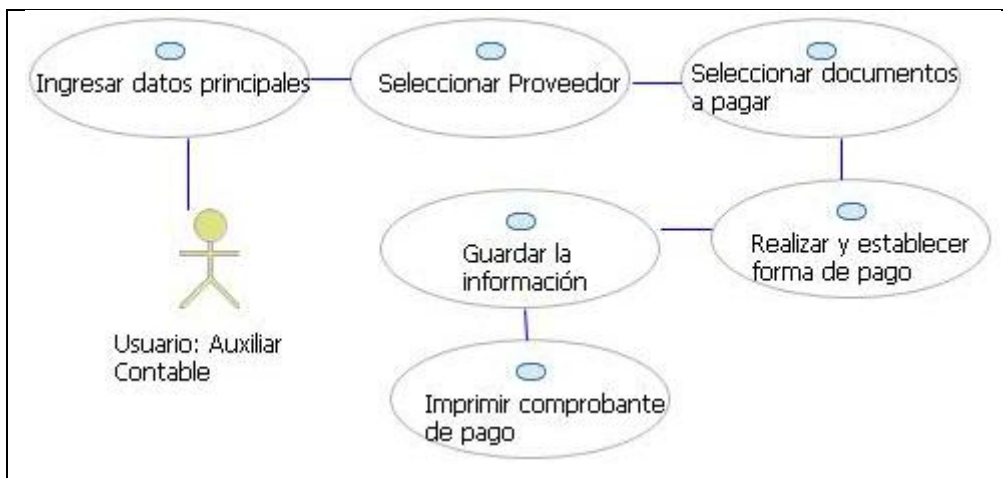 Ingresar datos principales
Seleccionar Proveedor
Seleccionar documentos
a pagar
Realizar y establecer
forma de pago
Guardar la
información
Imprimir comprobante
de pago
Usuario: Auxiliar
Contable